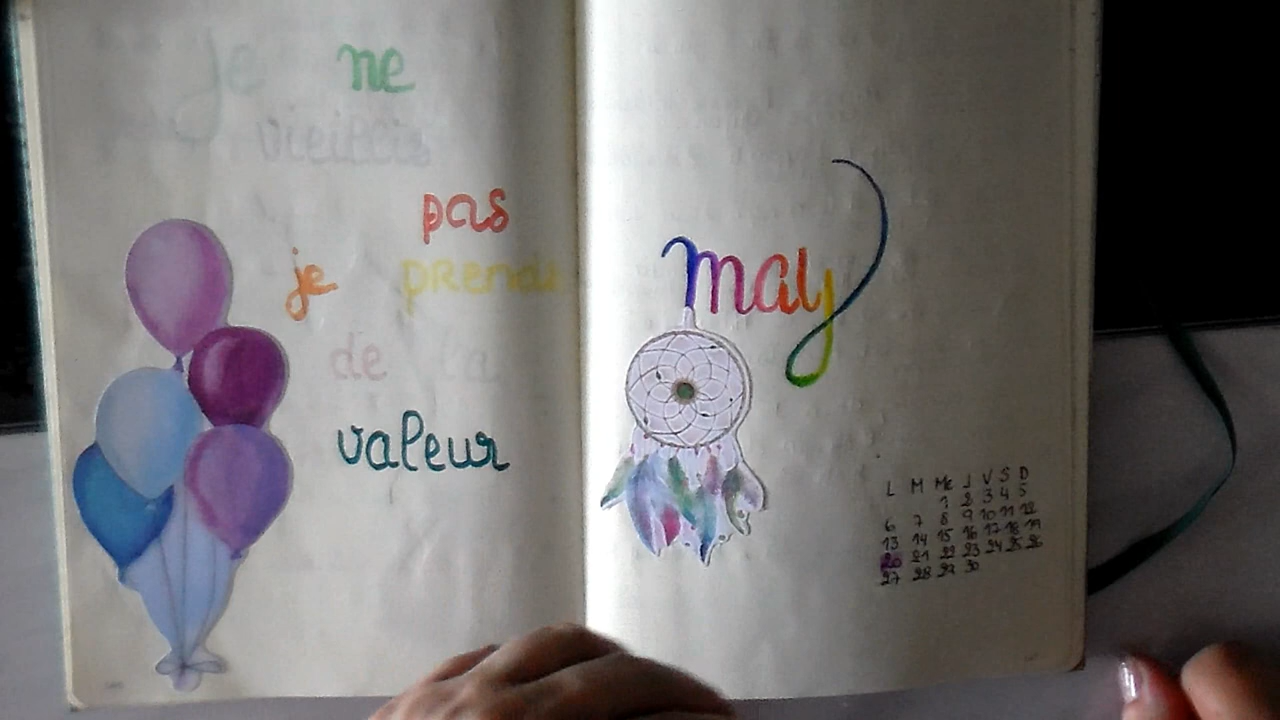 je ne
vieillis
pas
je prends
de la
valeur
may
L M Me J V S D
1 2 3 4 5
6 7 8 9 10 11 12
13 14 15 16 17 18 19
20 21 22 23 24 25 26
27 28 29 30